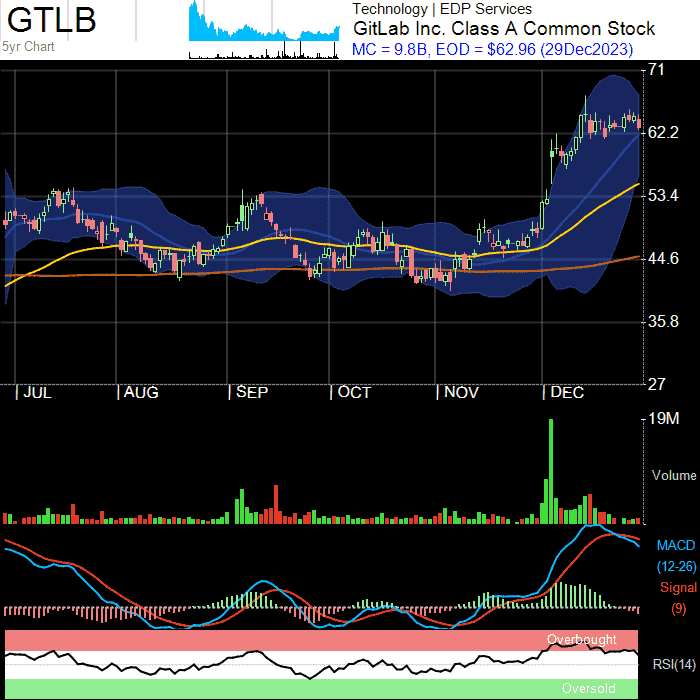 GTLB
5yr Chart
Technology | EDP Services
GitLab Inc. Class A Common Stock
MC = 9.8B, EOD = $62.96 (29Dec2023)
71
62.2
53.4
44.6
35.8
27
JUL
AUG
SEP
OCT
NOV
DEC
19M
Volume
MACD
(12-26)
Signal
(9)
Overbought
RSI(14)
Oversold